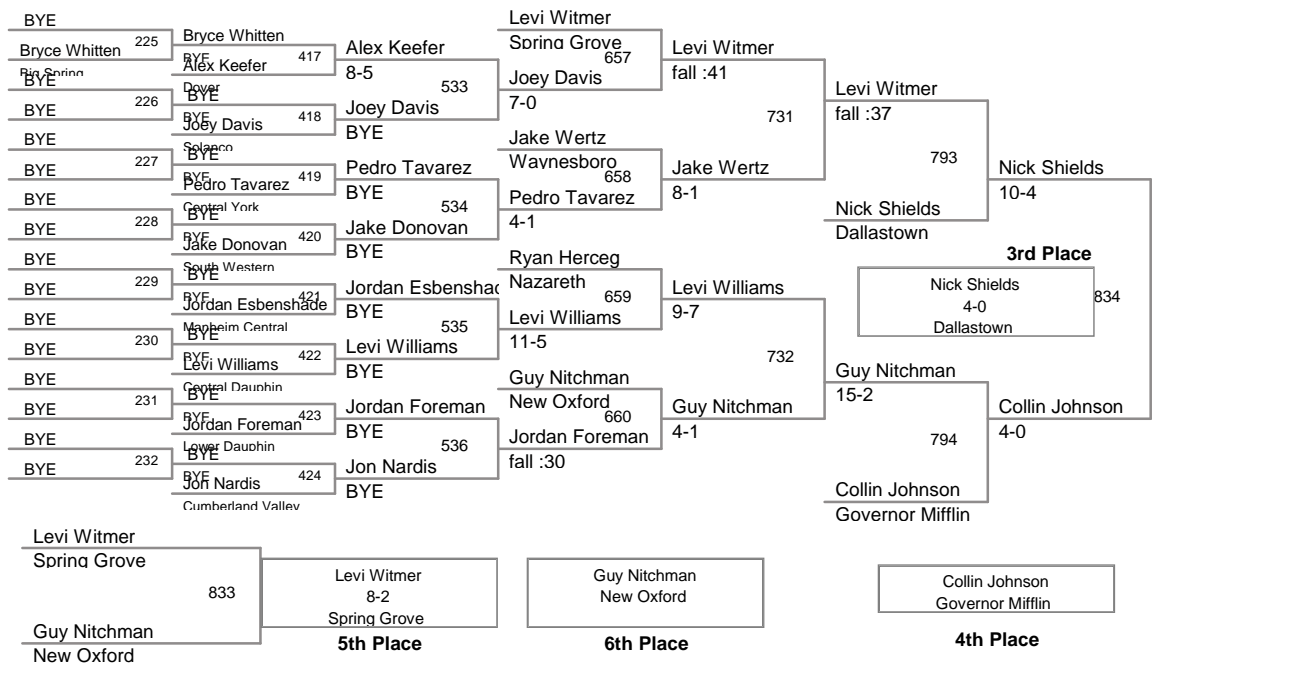 BYE
225
Bryce Whitten
Big Spring
BYE
226
BYE
BYE
227
BYE
BYE
228
BYE
BYE
229
BYE
BYE
230
BYE
BYE
231
BYE
BYE
232
BYE
Bryce Whitten
BYE
417
Alex Keefer
Dover
BYE
BYE
418
Joey Davis
Solanco
BYE
BYE
419
Pedro Tavarez
Central York
BYE
BYE
420
Jake Donovan
South Western
BYE
BYE
421
Jordan Esbenshade
Manheim Central
BYE
BYE
422
Levi Williams
Central Dauphin
BYE
BYE
423
Jordan Foreman
Lower Dauphin
BYE
BYE
424
Jon Nardis
Cumberland Valley
Alex Keefer
8-5
533
Joey Davis
BYE
Pedro Tavarez
BYE
534
Jake Donovan
BYE
Jordan Esbenshad
BYE
535
Levi Williams
BYE
Jordan Foreman
BYE
536
Jon Nardis
BYE
Levi Witmer
Spring Grove
657
Joey Davis
7-0
Jake Wertz
Waynesboro
658
Pedro Tavarez
4-1
Ryan Herceg
Nazareth
659
Levi Williams
11-5
Guy Nitchman
New Oxford
660
Jordan Foreman
fall :30
Levi Witmer
fall :41
731
Jake Wertz
8-1
Levi Williams
9-7
732
Guy Nitchman
4-1
Levi Witmer
fall :37
793
Nick Shields
Dallastown
Guy Nitchman
15-2
794
Collin Johnson
Governor Mifflin
Nick Shields
10-4
3rd Place
Nick Shields
4-0
Dallastown
834
Collin Johnson
4-0
Levi Witmer
Spring Grove
833
Guy Nitchman
New Oxford
Levi Witmer
8-2
Spring Grove
5th Place
Guy Nitchman
New Oxford
6th Place
Collin Johnson
Governor Mifflin
4th Place